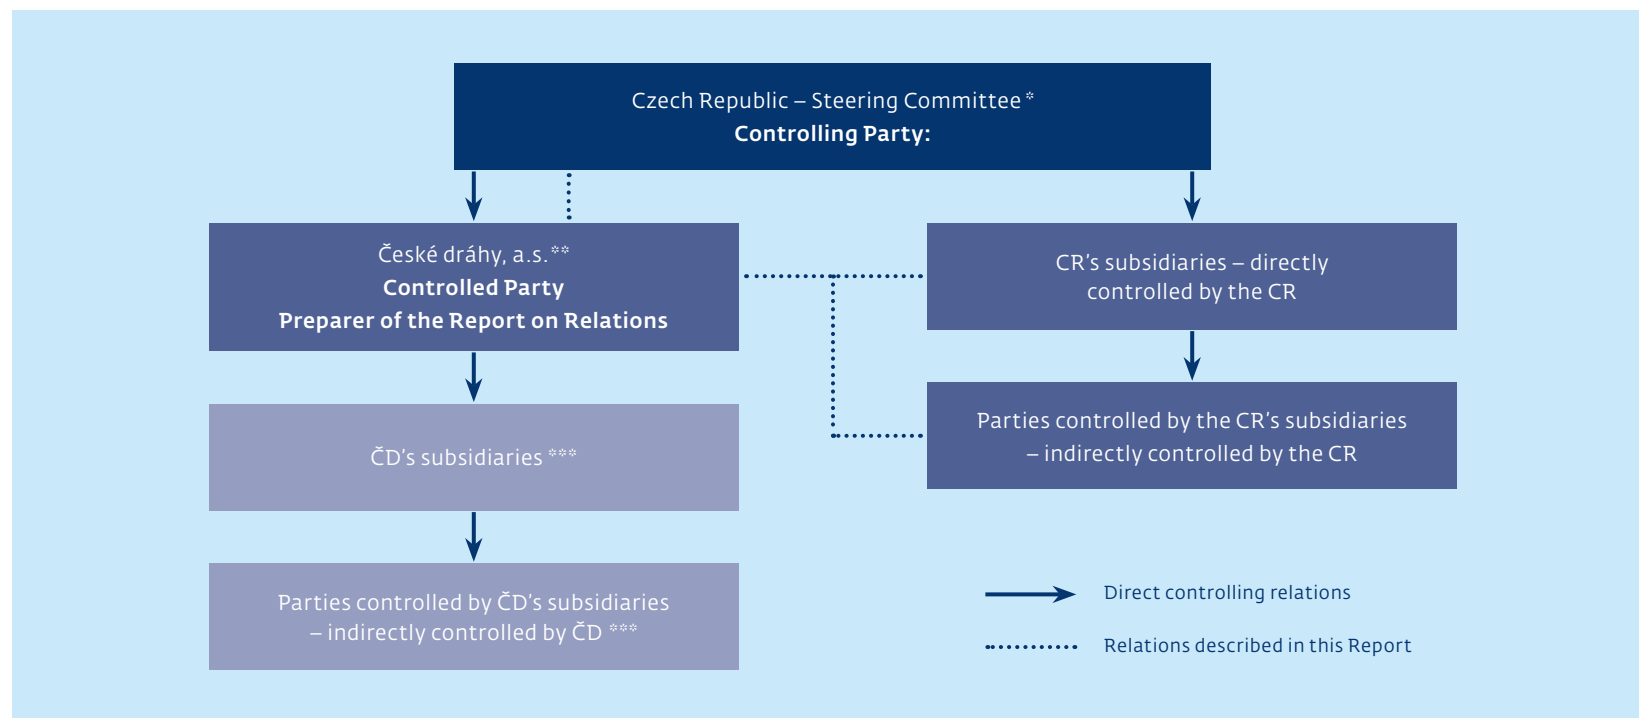 Czech Republic – Steering Committee *
Controlling Party:
České dráhy, a.s.**
Controlled Party
Preparer of the Report on Relations
CR's subsidiaries – directly
controlled by the CR
ČD's subsidiaries ***
Parties controlled by the CR's subsidiaries
– indirectly controlled by the CR
Parties controlled by ČD's subsidiaries
– indirectly controlled by ČD ***
Direct controlling relations
Relations described in this Report